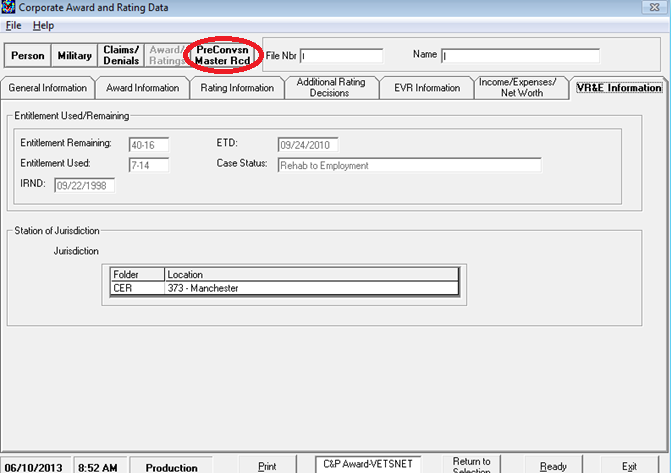 Corporate Award and Rating Data
File Help
Person Military Claims/ Denials Award/ Ratings PreConvsn Master Rcd File Nbr Name
General Information Award Information Rating Information Additional Rating Decisions EVR Information Income/Expenses/ Net Worth VR&E Information
Entitlement Used/Remaining
Entitlement Remaining: 40-16 ETD: 09/24/2010
Entitlement Used: 7-14 Case Status: Rehab to Employment
IRND: 09/22/1998
Station of Jurisdiction
Jurisdiction
Folder Location
CER 373 - Manchester
06/10/2013 8:52 AM Production Print C&P Award-VETSNET Return to Selection Ready Exit